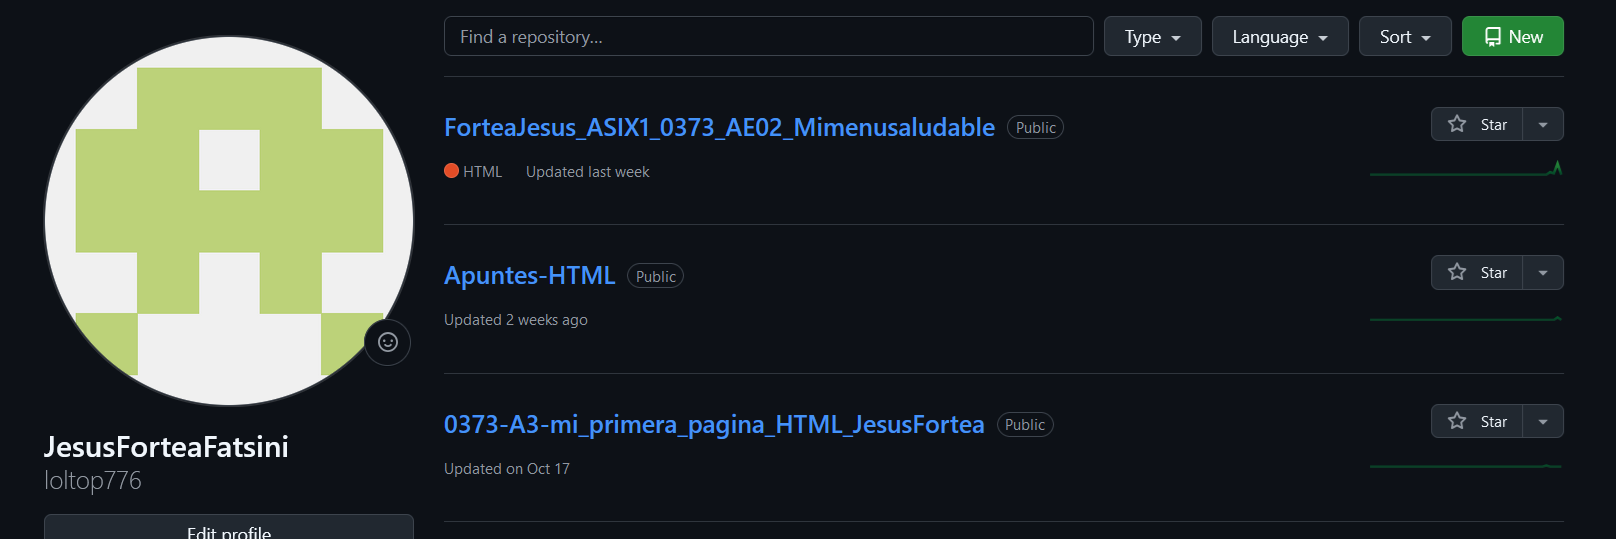 Find a repository...
Type
Language
Sort
New
ForteaJesus_ASIX1_0373_AE02_Mimenusaludable
Public
Star
HTML
Updated last week
Apuntes-HTML
Public
Star
Updated 2 weeks ago
0373-A3-mi_primera_pagina_HTML_JesusFortea
Public
Star
Updated on Oct 17
JesusForteaFatsini
loltop776
Edit profile